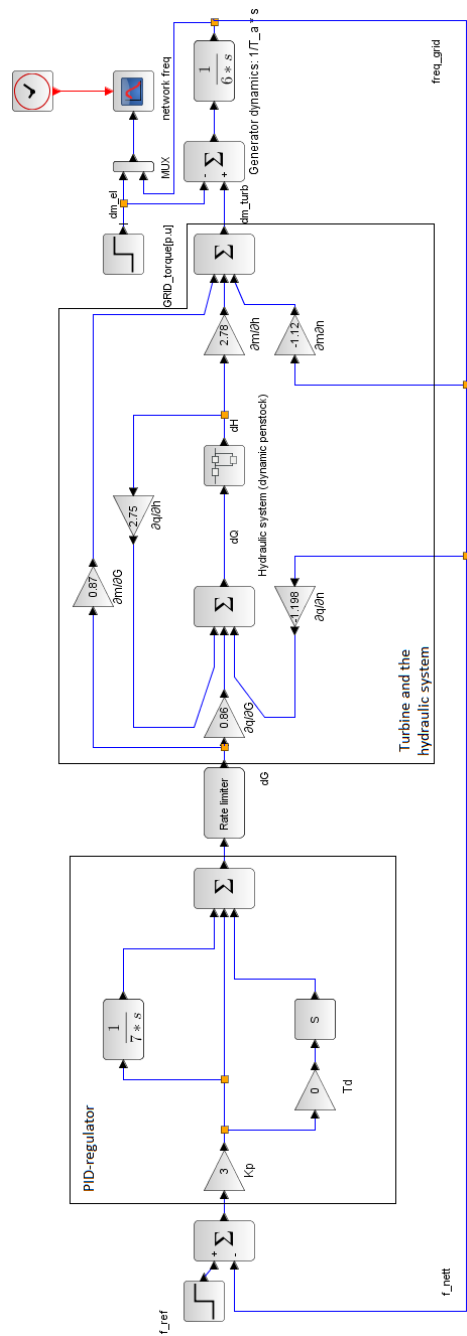 f_ref
+
-
Σ
f_nett
PID-regulator
3
Kp
1
7 * s
0
Td
S
Σ
Rate limiter
dG
Turbine and the
hydraulic system
0.87
∂m/∂G
0.86
∂q/∂G
2.75
∂q/∂h
Σ
-1.198
∂q/∂n
dQ
Hydraulic system (dynamic penstock)
dH
2.78
∂m/∂h
-1.12
∂m/∂n
Σ
GRID_torque[p.u]
dm_el
dm_turb
MUX
network freq
-
+
Σ
1
6 * s
Generator dynamics: 1/T_a * s
freq_grid